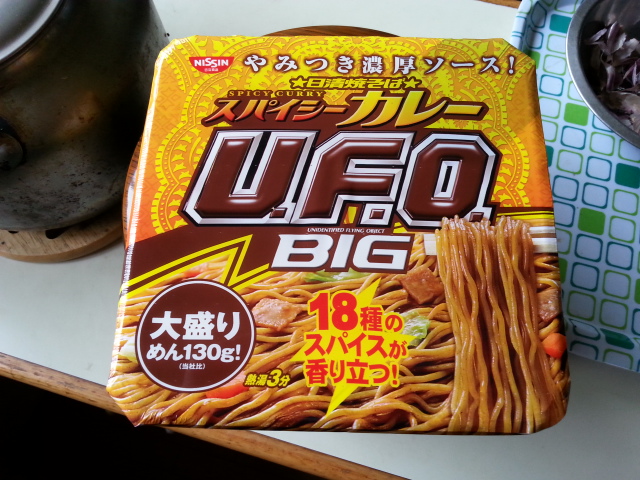 NISSIN
やみつき濃厚ソース!
★日清焼そば★
SPICY CURRY
スパイシーカレー
U.F.O.
UNIDENTIFIED FLYING OBJECT
BIG
大盛り
めん130g!
(当社比)
18種の
スパイスが
香り立つ!
熱湯3分